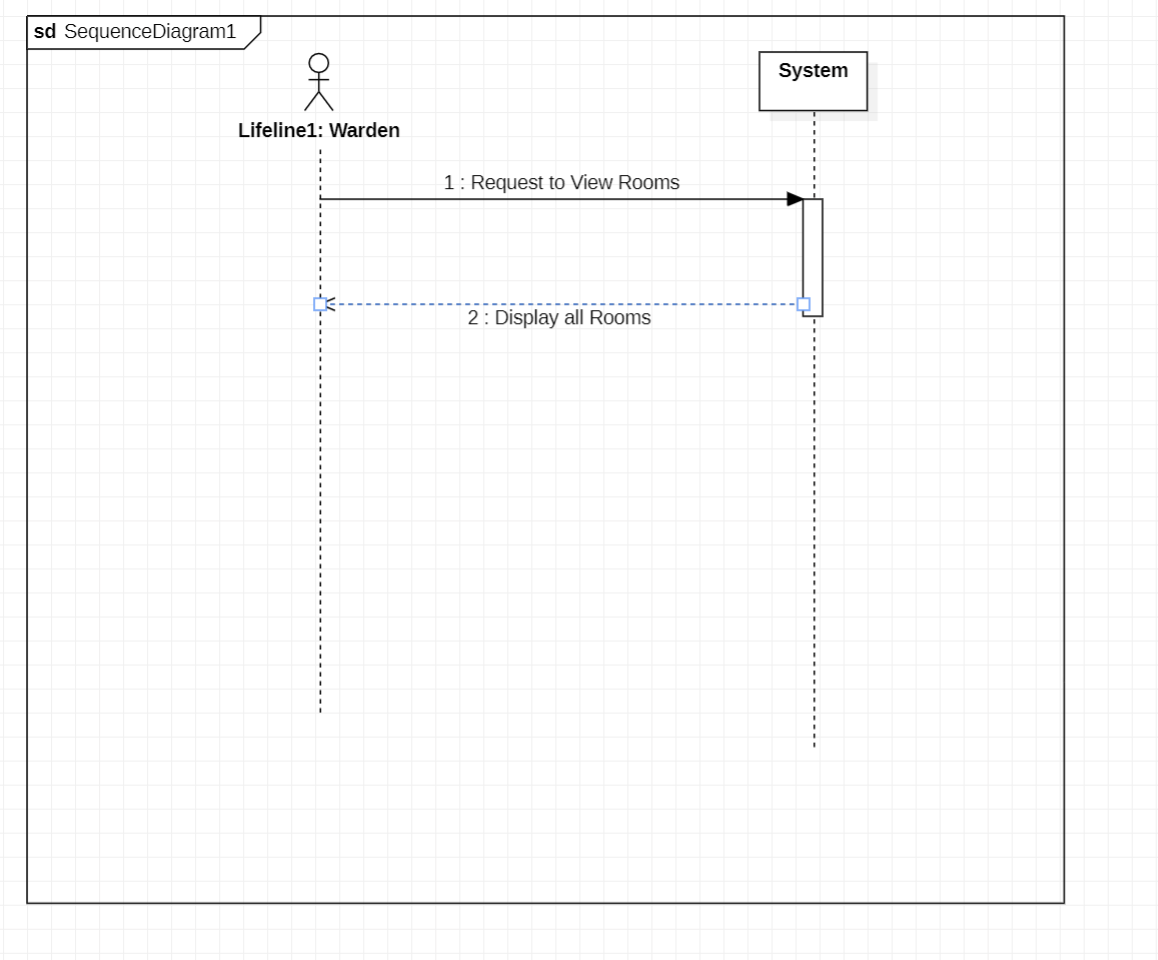 sd SequenceDiagram1
System
Lifeline1: Warden
1 : Request to View Rooms
2 : Display all Rooms